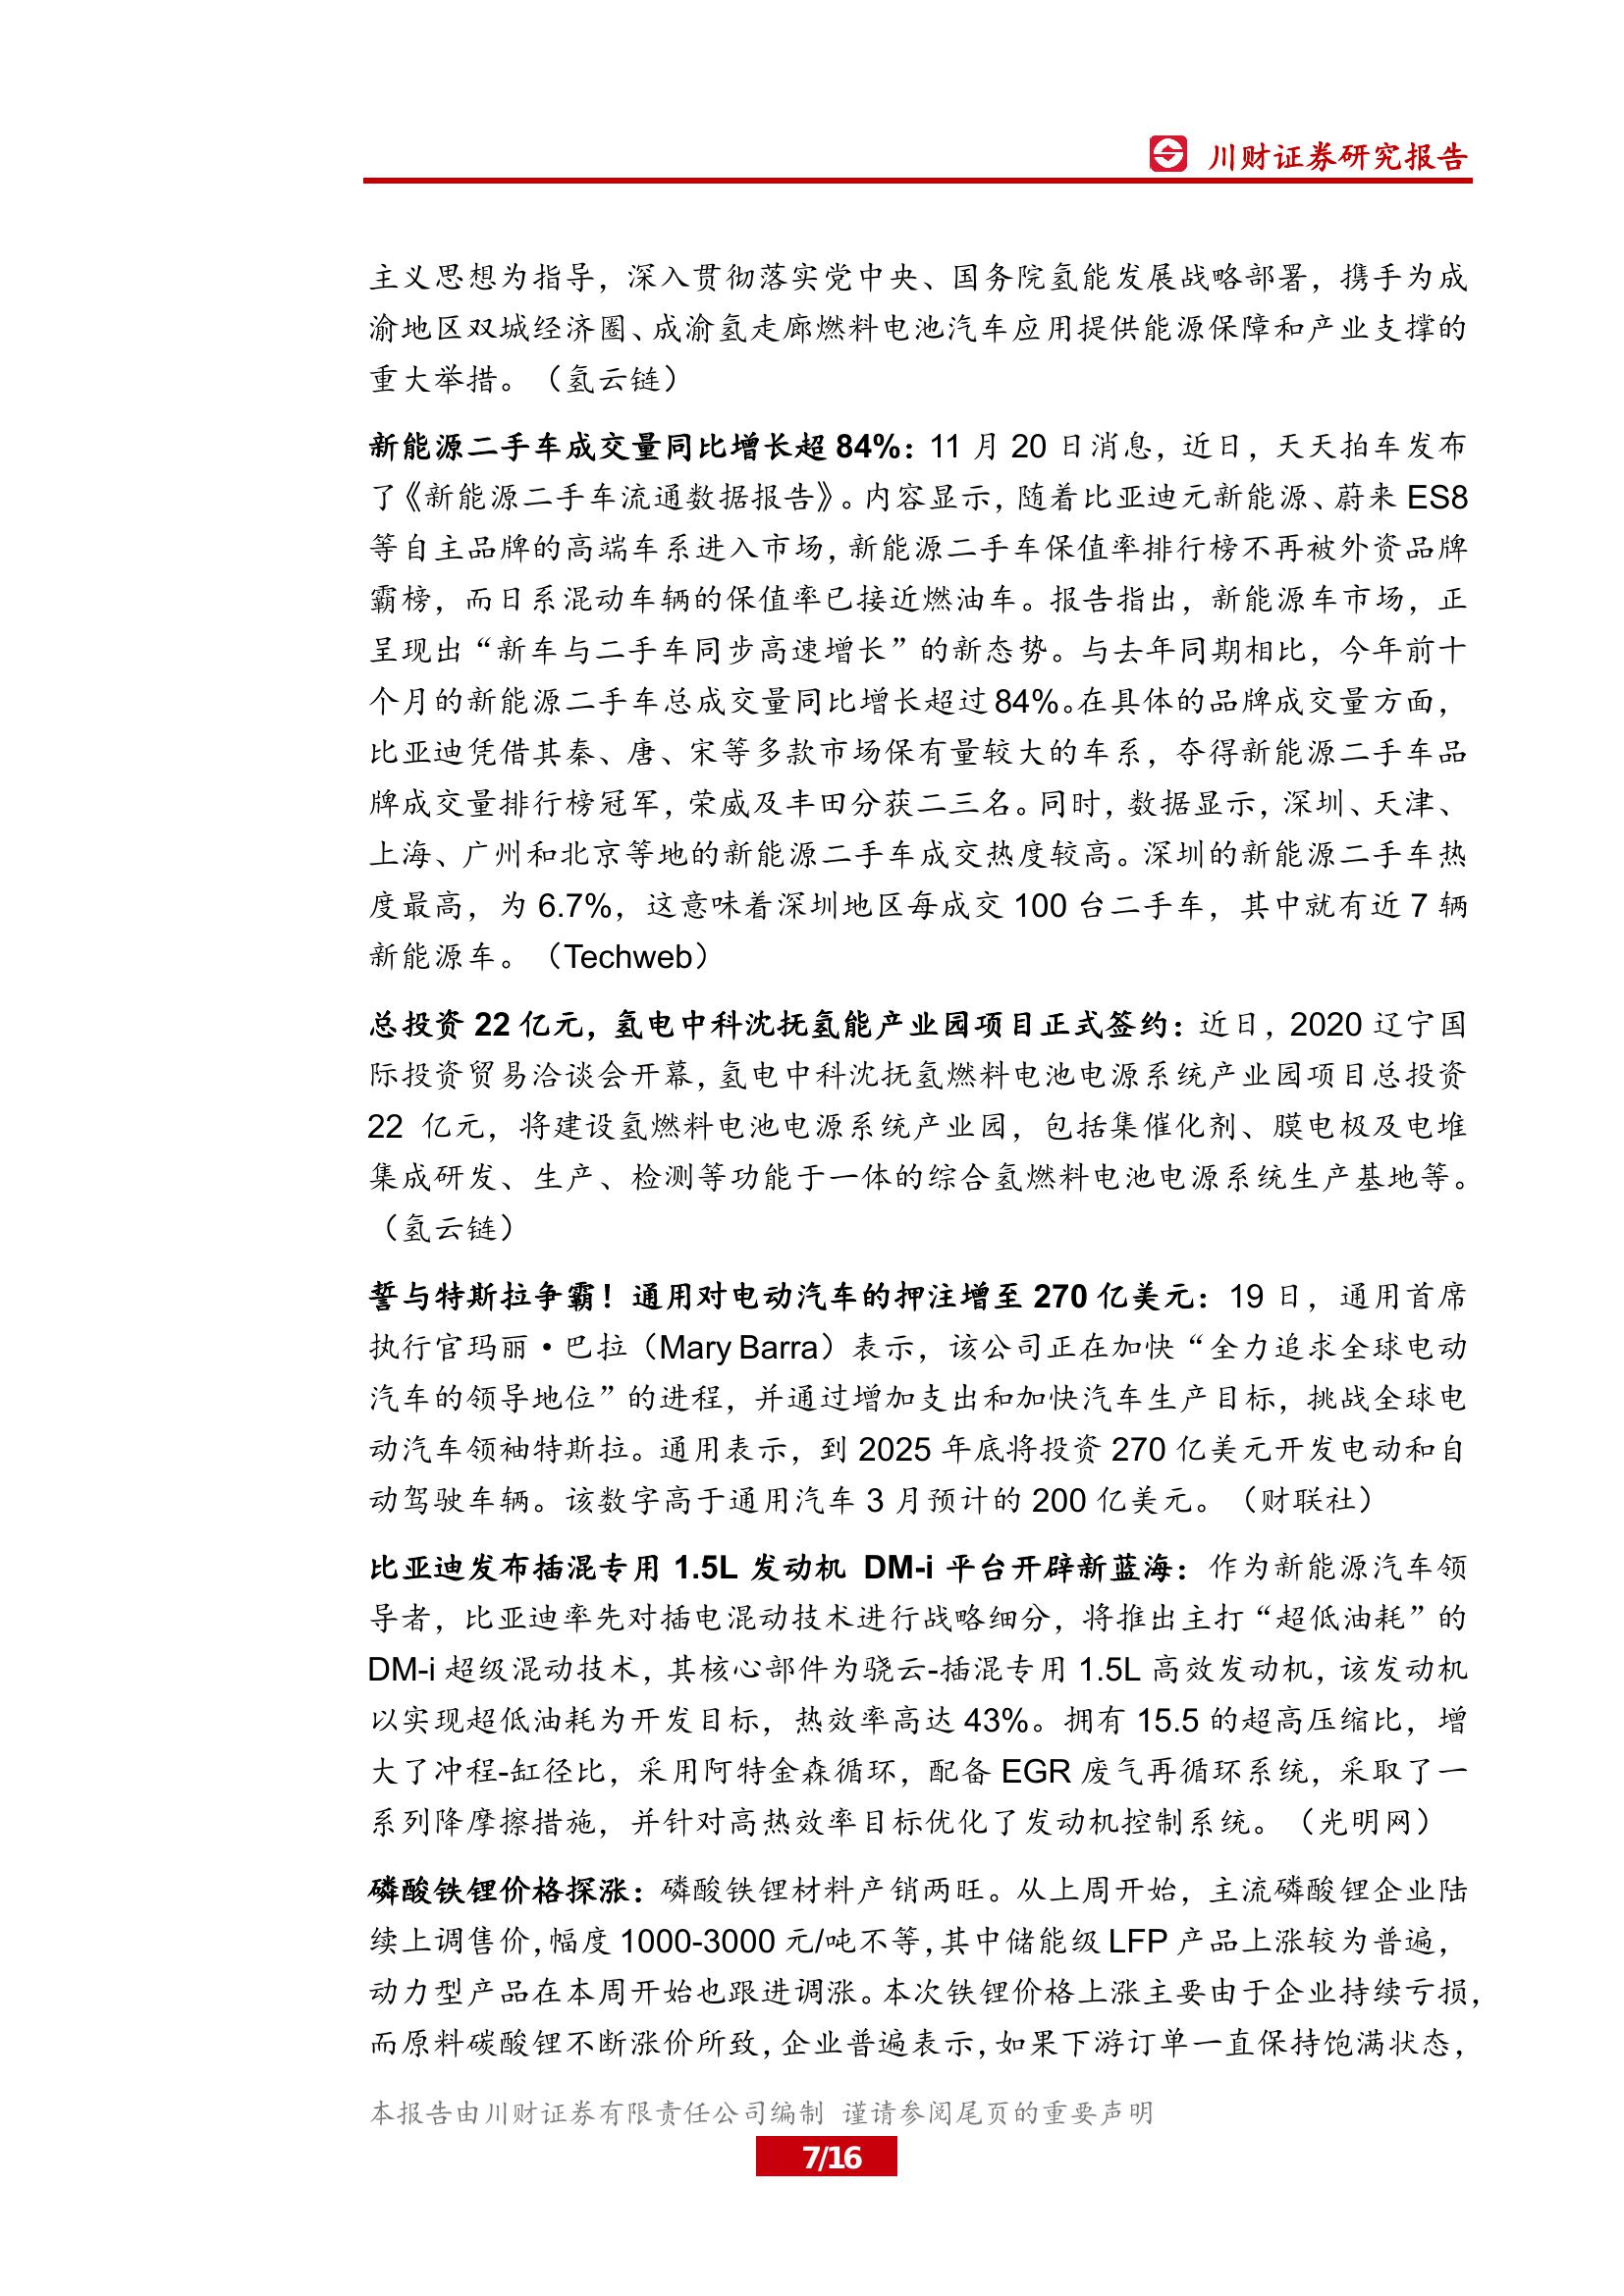 川财证券研究报告
主义思想为指导，深入贯彻落实党中央、国务院氢能发展战略部署，携手为成
渝地区双城经济圈、成渝氢走廊燃料电池汽车应用提供能源保障和产业支撑的
重大举措。（氢云链）
新能源二手车成交量同比增长超 84%：11 月 20 日消息，近日，天天拍车发布
了《新能源二手车流通数据报告》。内容显示，随着比亚迪元新能源、蔚来 ES8
等自主品牌的高端车系进入市场，新能源二手车保值率排行榜不再被外资品牌
霸榜，而日系混动车辆的保值率已接近燃油车。报告指出，新能源车市场，正
呈现出“新车与二手车同步高速增长”的新态势。与去年同期相比，今年前十
个月的新能源二手车总成交量同比增长超过 84%。在具体的品牌成交量方面，
比亚迪凭借其秦、唐、宋等多款市场保有量较大的车系，夺得新能源二手车品
牌成交量排行榜冠军，荣威及丰田分获二三名。同时，数据显示，深圳、天津、
上海、广州和北京等地的新能源二手车成交热度较高。深圳的新能源二手车热
度最高，为 6.7%，这意味着深圳地区每成交 100 台二手车，其中就有近 7 辆
新能源车。（Techweb）
总投资 22 亿元，氢电中科沈抚氢能产业园项目正式签约：近日，2020 辽宁国
际投资贸易洽谈会开幕，氢电中科沈抚氢燃料电池电源系统产业园项目总投资
22 亿元，将建设氢燃料电池电源系统产业园，包括集催化剂、膜电极及电堆
集成研发、生产、检测等功能于一体的综合氢燃料电池电源系统生产基地等。
（氢云链）
誓与特斯拉争霸！通用对电动汽车的押注增至 270 亿美元：19 日，通用首席
执行官玛丽•巴拉（Mary Barra）表示，该公司正在加快“全力追求全球电动
汽车的领导地位”的进程，并通过增加支出和加快汽车生产目标，挑战全球电
动汽车领袖特斯拉。通用表示，到 2025 年底将投资 270 亿美元开发电动和自
动驾驶车辆。该数字高于通用汽车 3 月预计的 200 亿美元。（财联社）
比亚迪发布插混专用 1.5L 发动机 DM-i 平台开辟新蓝海：作为新能源汽车领
导者，比亚迪率先对插电混动技术进行战略细分，将推出主打“超低油耗”的
DM-i 超级混动技术，其核心部件为骁云-插混专用 1.5L 高效发动机，该发动机
以实现超低油耗为开发目标，热效率高达 43%。拥有 15.5 的超高压缩比，增
大了冲程-缸径比，采用阿特金森循环，配备 EGR 废气再循环系统，采取了一
系列降摩擦措施，并针对高热效率目标优化了发动机控制系统。（光明网）
磷酸铁锂价格探涨：磷酸铁锂材料产销两旺。从上周开始，主流磷酸锂企业陆
续上调售价，幅度 1000-3000 元/吨不等，其中储能级 LFP 产品上涨较为普遍，
动力型产品在本周开始也跟进调涨。本次铁锂价格上涨主要由于企业持续亏损，
而原料碳酸锂不断涨价所致，企业普遍表示，如果下游订单一直保持饱满状态，
本报告由川财证券有限责任公司编制 谨请参阅尾页的重要声明
7/16